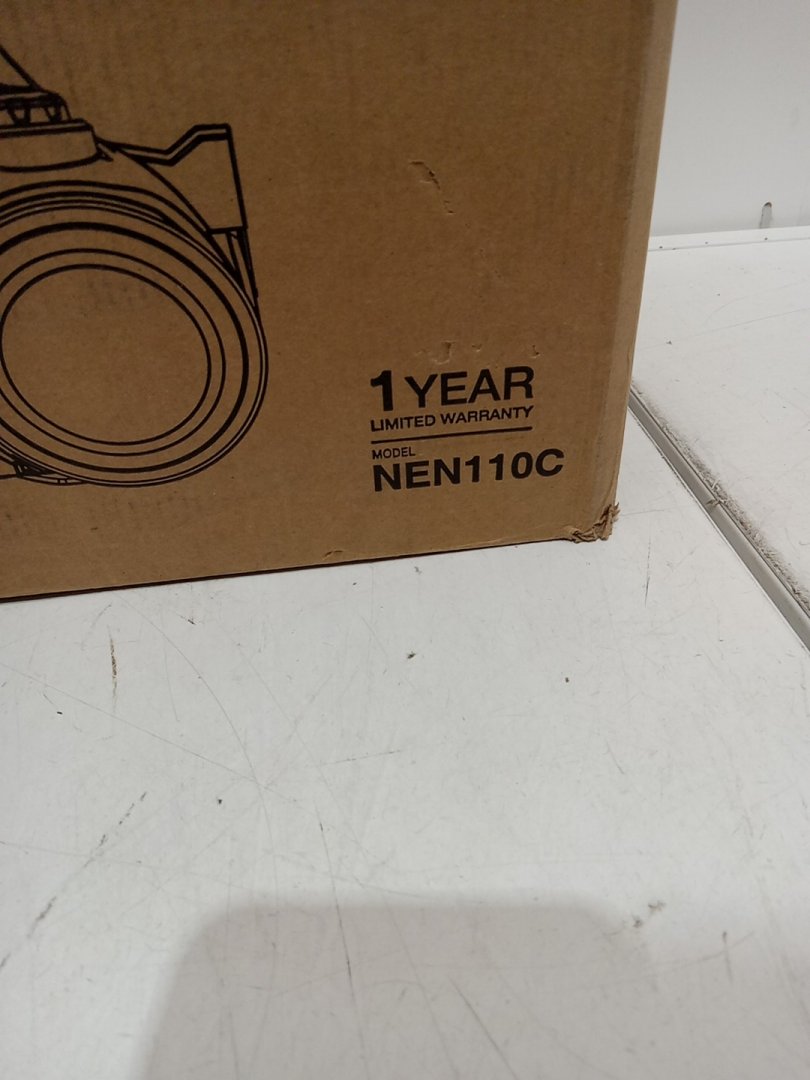 1 YEAR
LIMITED WARRANTY
MODEL
NEN110C